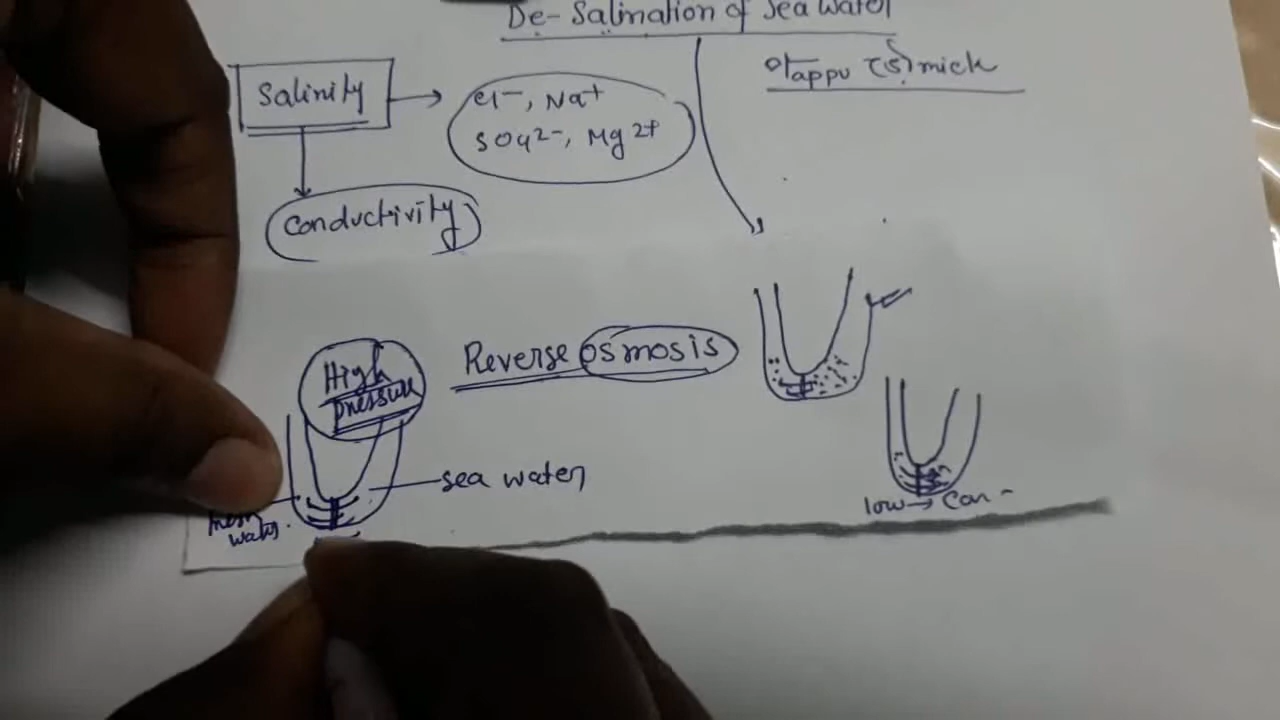 De-Salination of Sea water
Salinity
Cl-, Na+
SO42-, Mg2+
Conductivity
High
pressure
Reverse osmosis
sea water
water
low → Con -